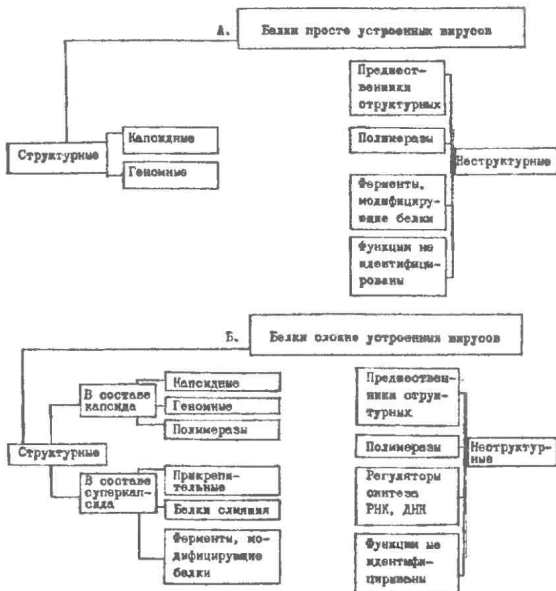 А. Белки просто устроенных вирусов
Структурные
Капсидные
Геномные
Предшест-
венники
структурных
Полимеразы
Ферменты,
модифицирую-
щие белки
Функции не
идентифици-
рованы
Неструктурные
Б. Белки сложно устроенных вирусов
Структурные
В составе
капсида
Капсидные
Геномные
Полимеразы
В составе
суперкап-
сида
Прикрепи-
тельные
Белки слияния
Ферменты, мо-
дифицирующие
белки
Предшествен-
ники струк-
турных
Полимеразы
Регуляторы
синтеза
РНК, ДНК
Функции не
идентифи-
цированы
Неструктур-
ные